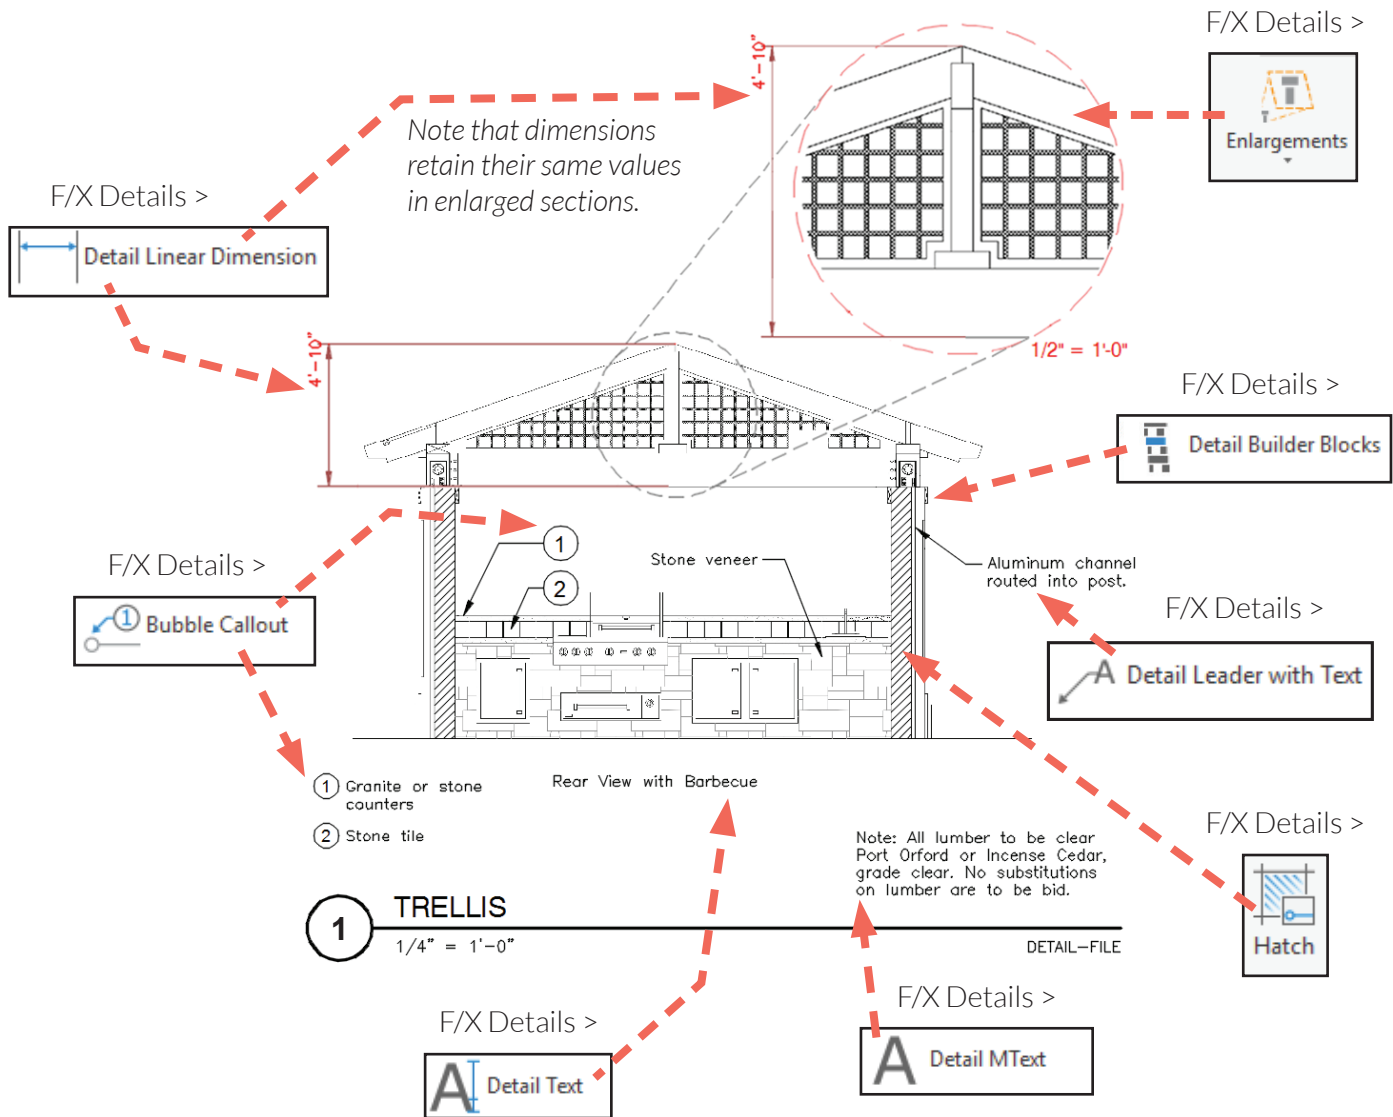 F/X Details >
Enlargements
4'-10"
Note that dimensions
retain their same values
in enlarged sections.
F/X Details >
Detail Linear Dimension
1/2" = 1'-0"
4'-10"
F/X Details >
Detail Builder Blocks
F/X Details >
1 Bubble Callout
1
2
Stone veneer
Aluminum channel
routed into post.
F/X Details >
A Detail Leader with Text
1 Granite or stone
counters
2 Stone tile
Rear View with Barbecue
Note: All lumber to be clear
Port Orford or Incense Cedar,
grade clear. No substitutions
on lumber are to be bid.
F/X Details >
Hatch
1
TRELLIS
1/4" = 1'-0"
DETAIL-FILE
F/X Details >
A Detail Text
F/X Details >
A Detail MText